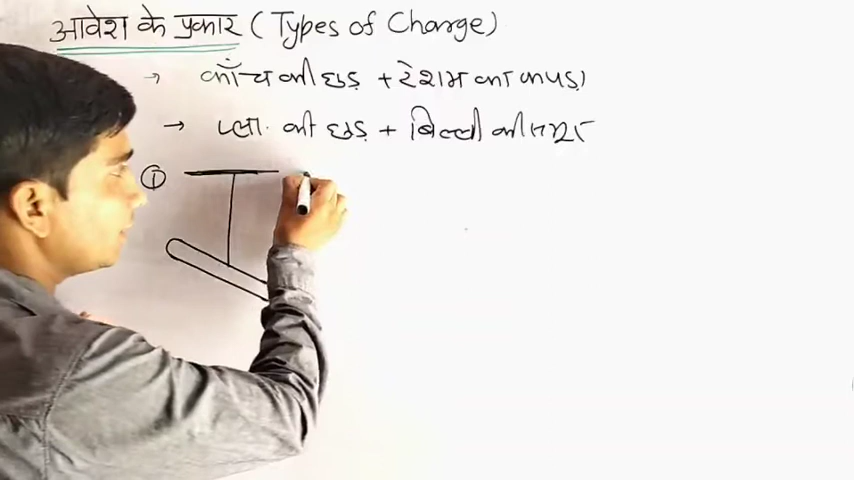 आवेश के प्रकार ( Types of Charge )
→ काँच की छड़ + रेशम का कपड़ा
→ प्ला. की छड़ + बिल्ली की
①